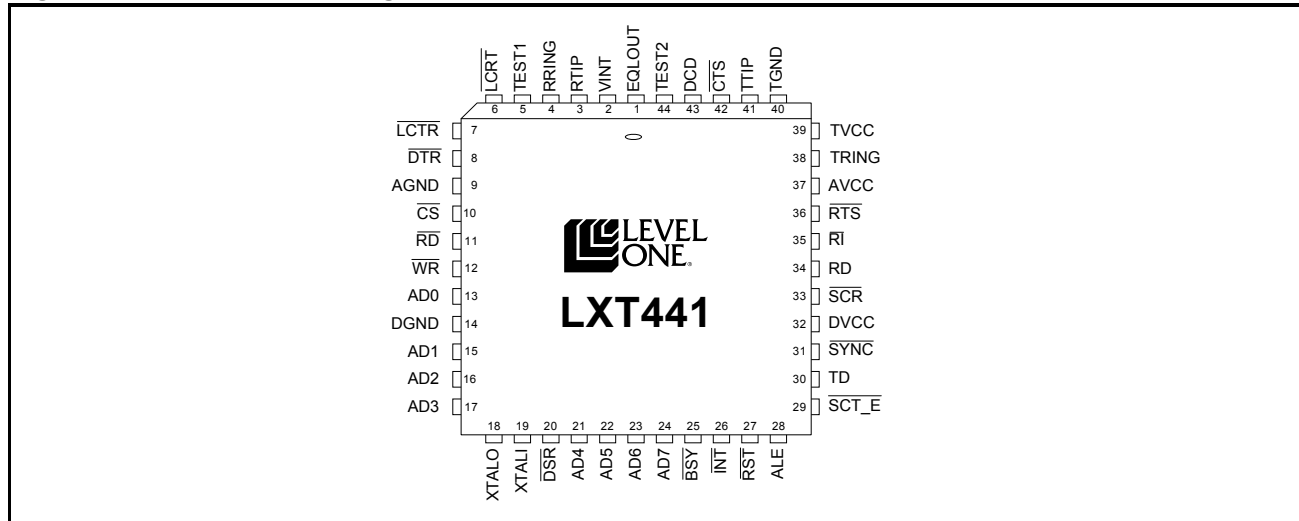 LCRT
TEST1
RRING
RTIP
VINT
EQLOUT
TEST2
DCD
CTS
TTIP
TGND
6 5 4 3 2 1 44 43 42 41 40
LCTR 7
DTR 8
AGND 9
CS 10
RD 11
WR 12
AD0 13
DGND 14
AD1 15
AD2 16
AD3 17
LEVEL
ONE®
LXT441
39 TVCC
38 TRING
37 AVCC
36 RTS
35 RI
34 RD
33 SCR
32 DVCC
31 SYNC
30 TD
29 SCT_E
18 19 20 21 22 23 24 25 26 27 28
XTALO
XTALI
DSR
AD4
AD5
AD6
AD7
BSY
INT
RST
ALE